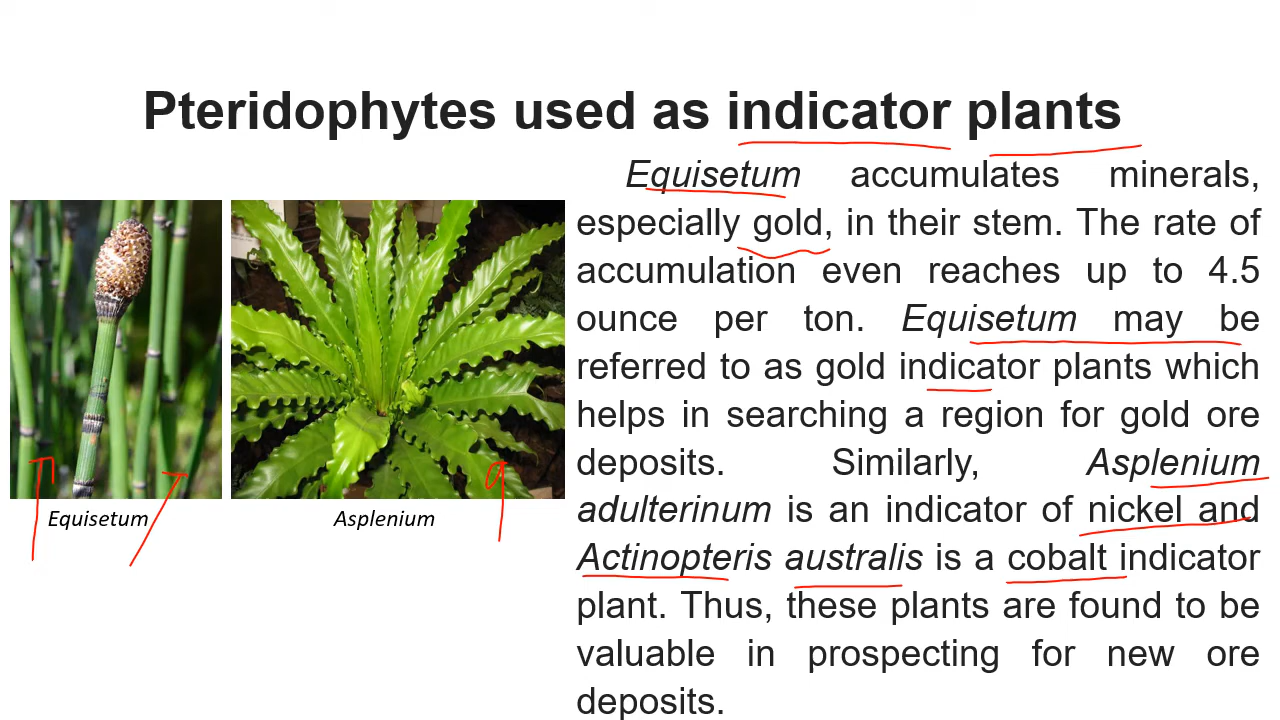 Pteridophytes used as indicator plants
Equisetum accumulates minerals,
especially gold, in their stem. The rate of
accumulation even reaches up to 4.5
ounce per ton. Equisetum may be
referred to as gold indicator plants which
helps in searching a region for gold ore
deposits. Similarly, Asplenium
adulterinum is an indicator of nickel and
Actinopteris australis is a cobalt indicator
plant. Thus, these plants are found to be
valuable in prospecting for new ore
deposits.
Equisetum
Asplenium